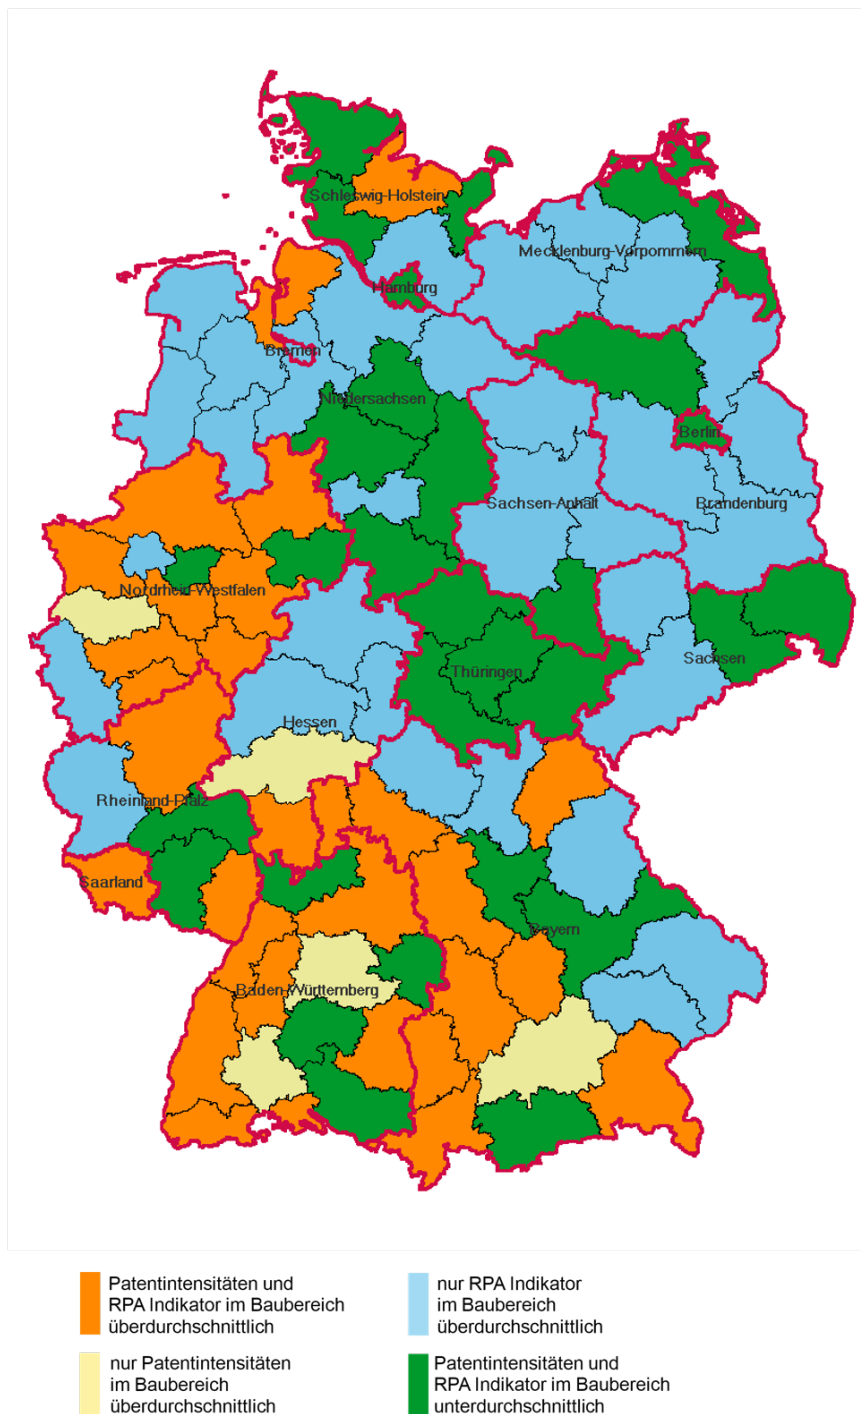 Schleswig-Holstein
Mecklenburg-Vorpommern
Hamburg
Bremen
Niedersachsen
Berlin
Sachsen-Anhalt
Brandenburg
Nordrhein-Westfalen
Sachsen
Thüringen
Hessen
Rheinland-Pfalz
Saarland
Bayern
Baden-Württemberg
Patentintensitäten und
RPA Indikator im Baubereich
überdurchschnittlich
nur RPA Indikator
im Baubereich
überdurchschnittlich
nur Patentintensitäten
im Baubereich
überdurchschnittlich
Patentintensitäten und
RPA Indikator im Baubereich
unterdurchschnittlich